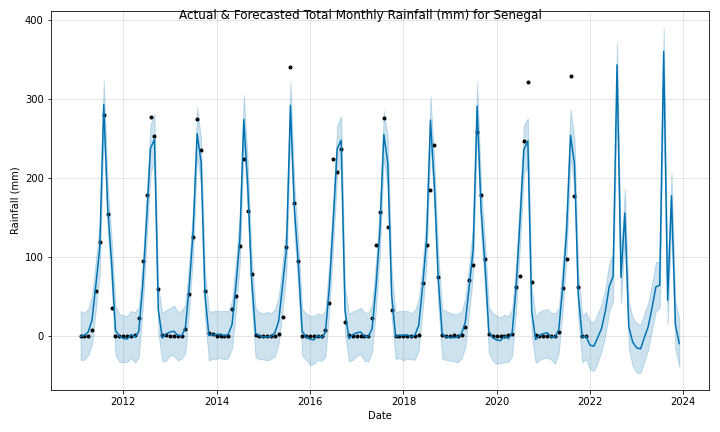 Actual & Forecasted Total Monthly Rainfall (mm) for Senegal
400
300
200
100
0
Rainfall (mm)
2012 2014 2016 2018 2020 2022 2024
Date